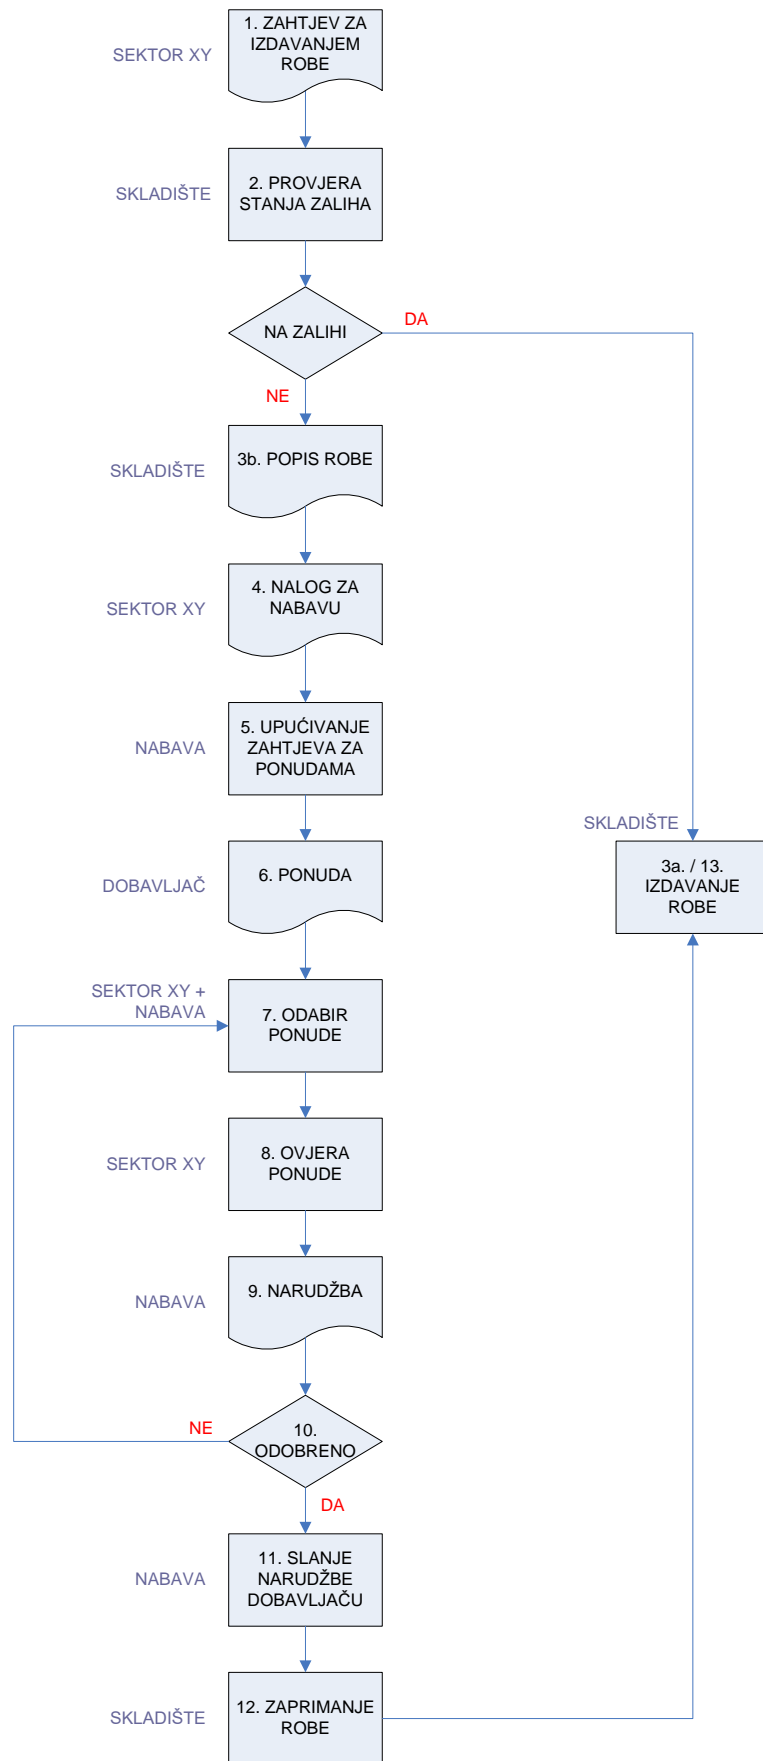 1. ZAHTJEV ZA
IZDAVANJEM
ROBE
SEKTOR XY
2. PROVJERA
STANJA ZALIHA
SKLADIŠTE
NA ZALIHI
DA
NE
3b. POPIS ROBE
SKLADIŠTE
4. NALOG ZA
NABAVU
SEKTOR XY
5. UPUĆIVANJE
ZAHTJEVA ZA
PONUDAMA
NABAVA
SKLADIŠTE
3a. / 13.
IZDAVANJE
ROBE
6. PONUDA
DOBAVLJAČ
SEKTOR XY +
NABAVA
7. ODABIR
PONUDE
8. OVJERA
PONUDE
SEKTOR XY
9. NARUDŽBA
NABAVA
NE
10.
ODOBRENO
DA
11. SLANJE
NARUDŽBE
DOBAVLJAČU
NABAVA
12. ZAPRIMANJE
ROBE
SKLADIŠTE